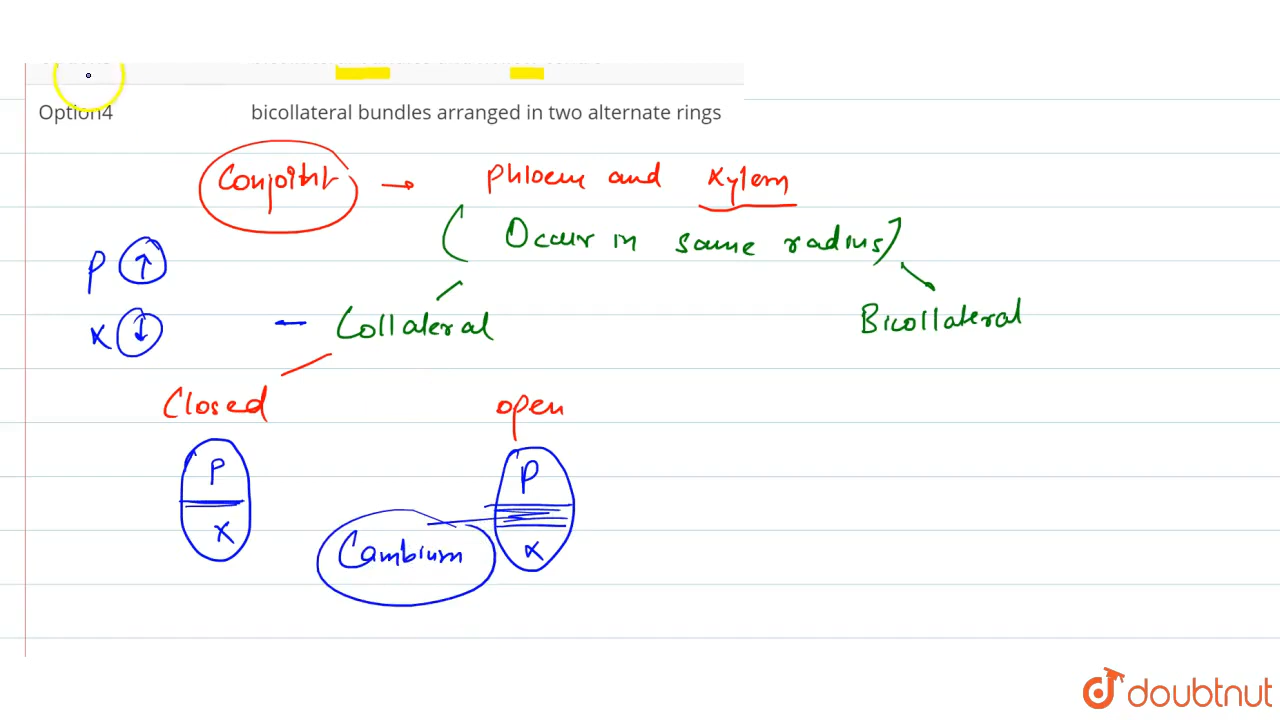 Option4 bicollateral bundles arranged in two alternate rings
Conjoint → Phloem and xylem
(Occur in same radius)
P ↑
x ↓
- Collateral Bicollateral
Closed open
P P
x x
Cambium
doubtnut